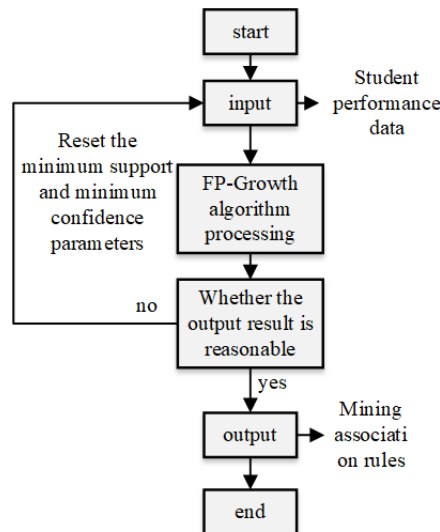 start
input
Student
performance
data
Reset the
minimum support
and minimum
confidence
parameters
FP-Growth
algorithm
processing
Whether the
output result is
reasonable
no
yes
output
Mining
associati
on rules
end